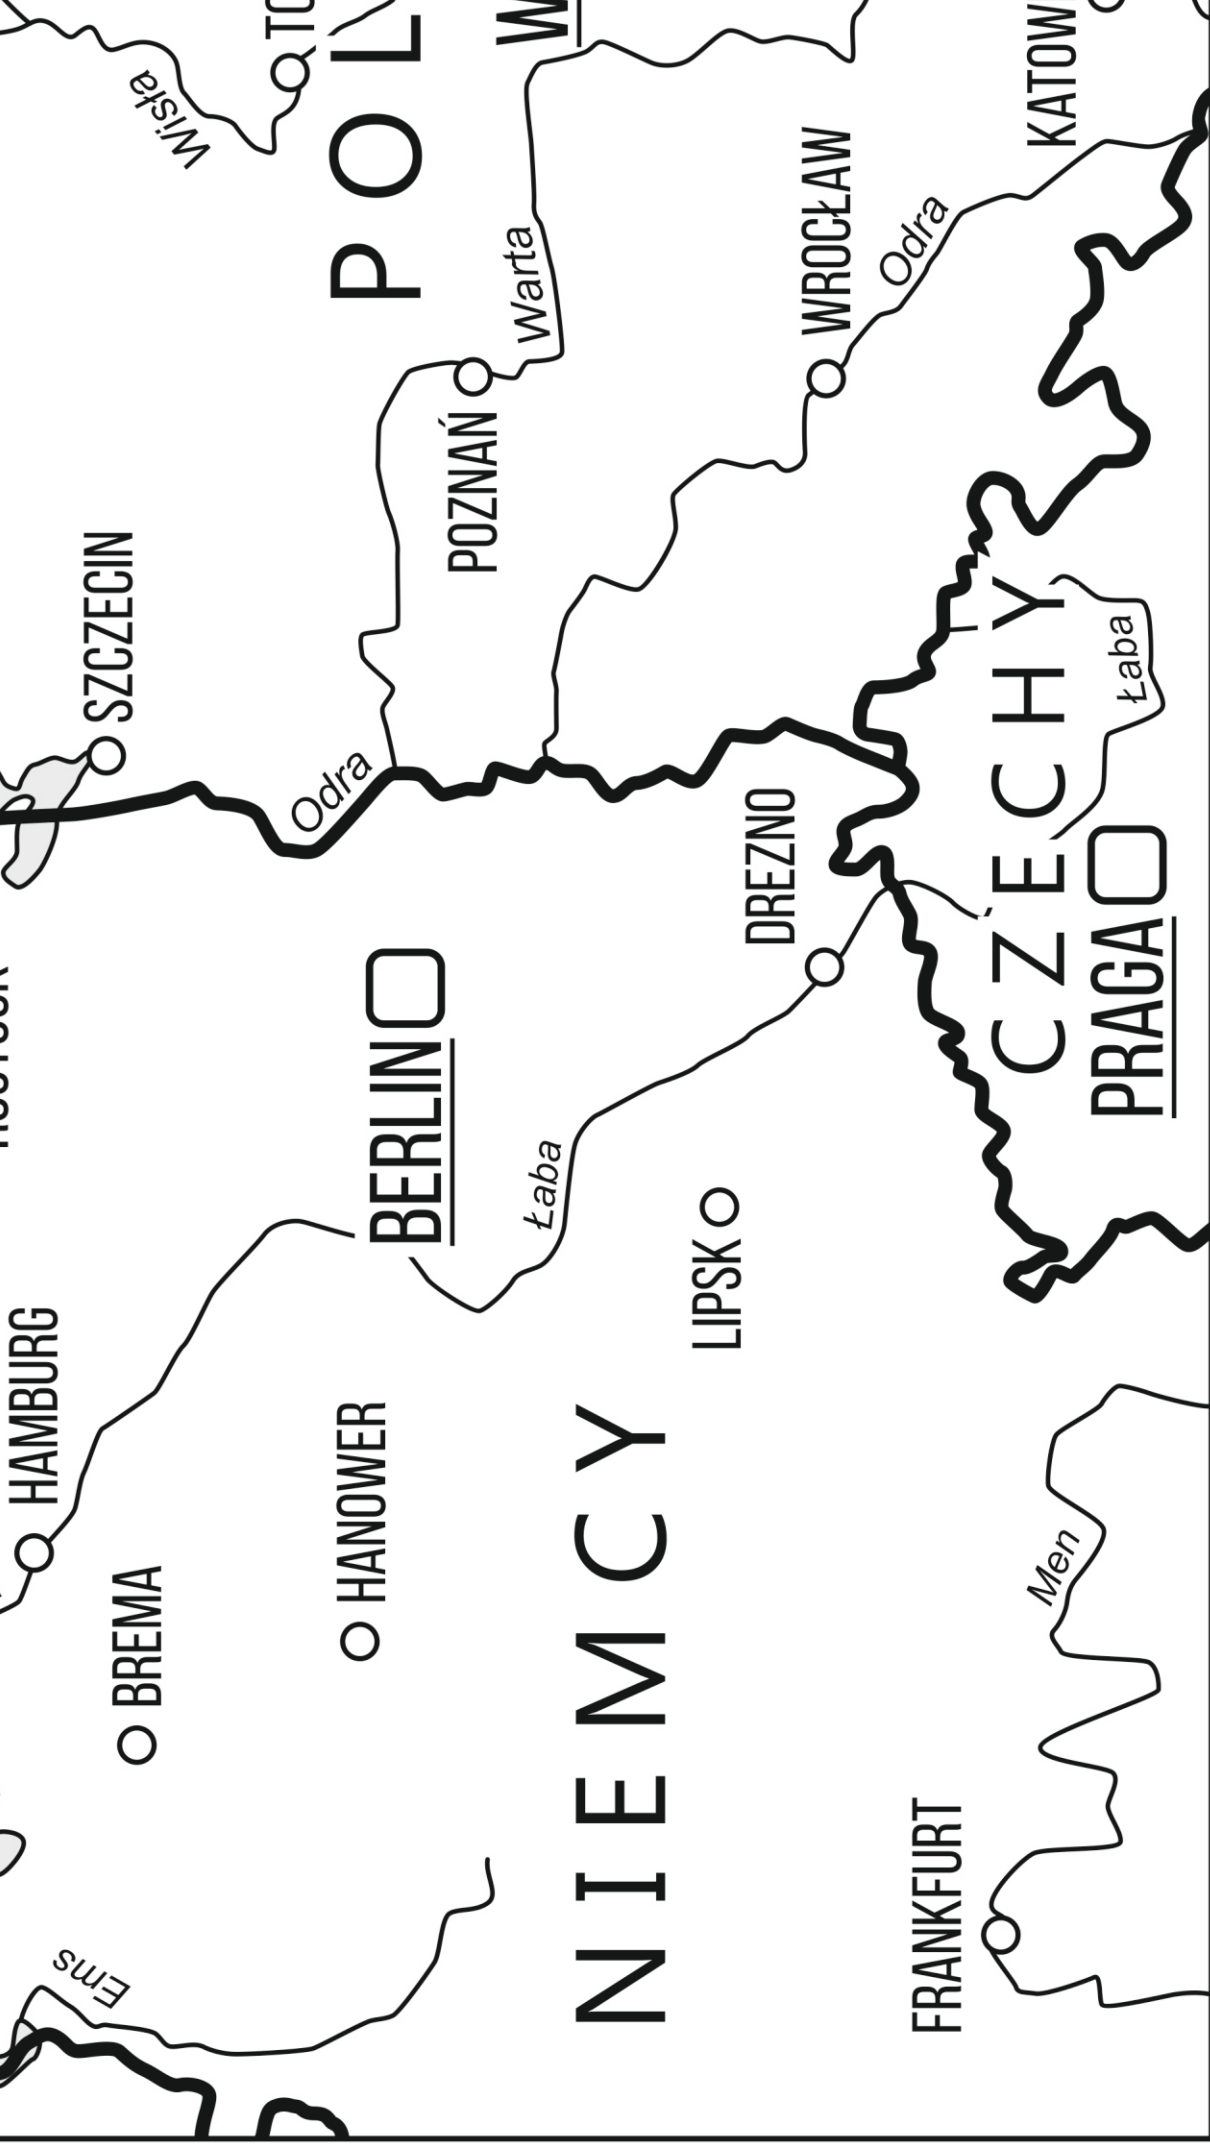 HAMBURG
BREMA
SZCZECIN
Wisła
Ems
HANOWER
BERLIN
Odra
POL
NIEMCY
Łaba
POZNAŃ
Warta
LIPSK
DREZNO
WROCŁAW
Odra
FRANKFURT
Men
CZECHY
PRAGA
Łaba